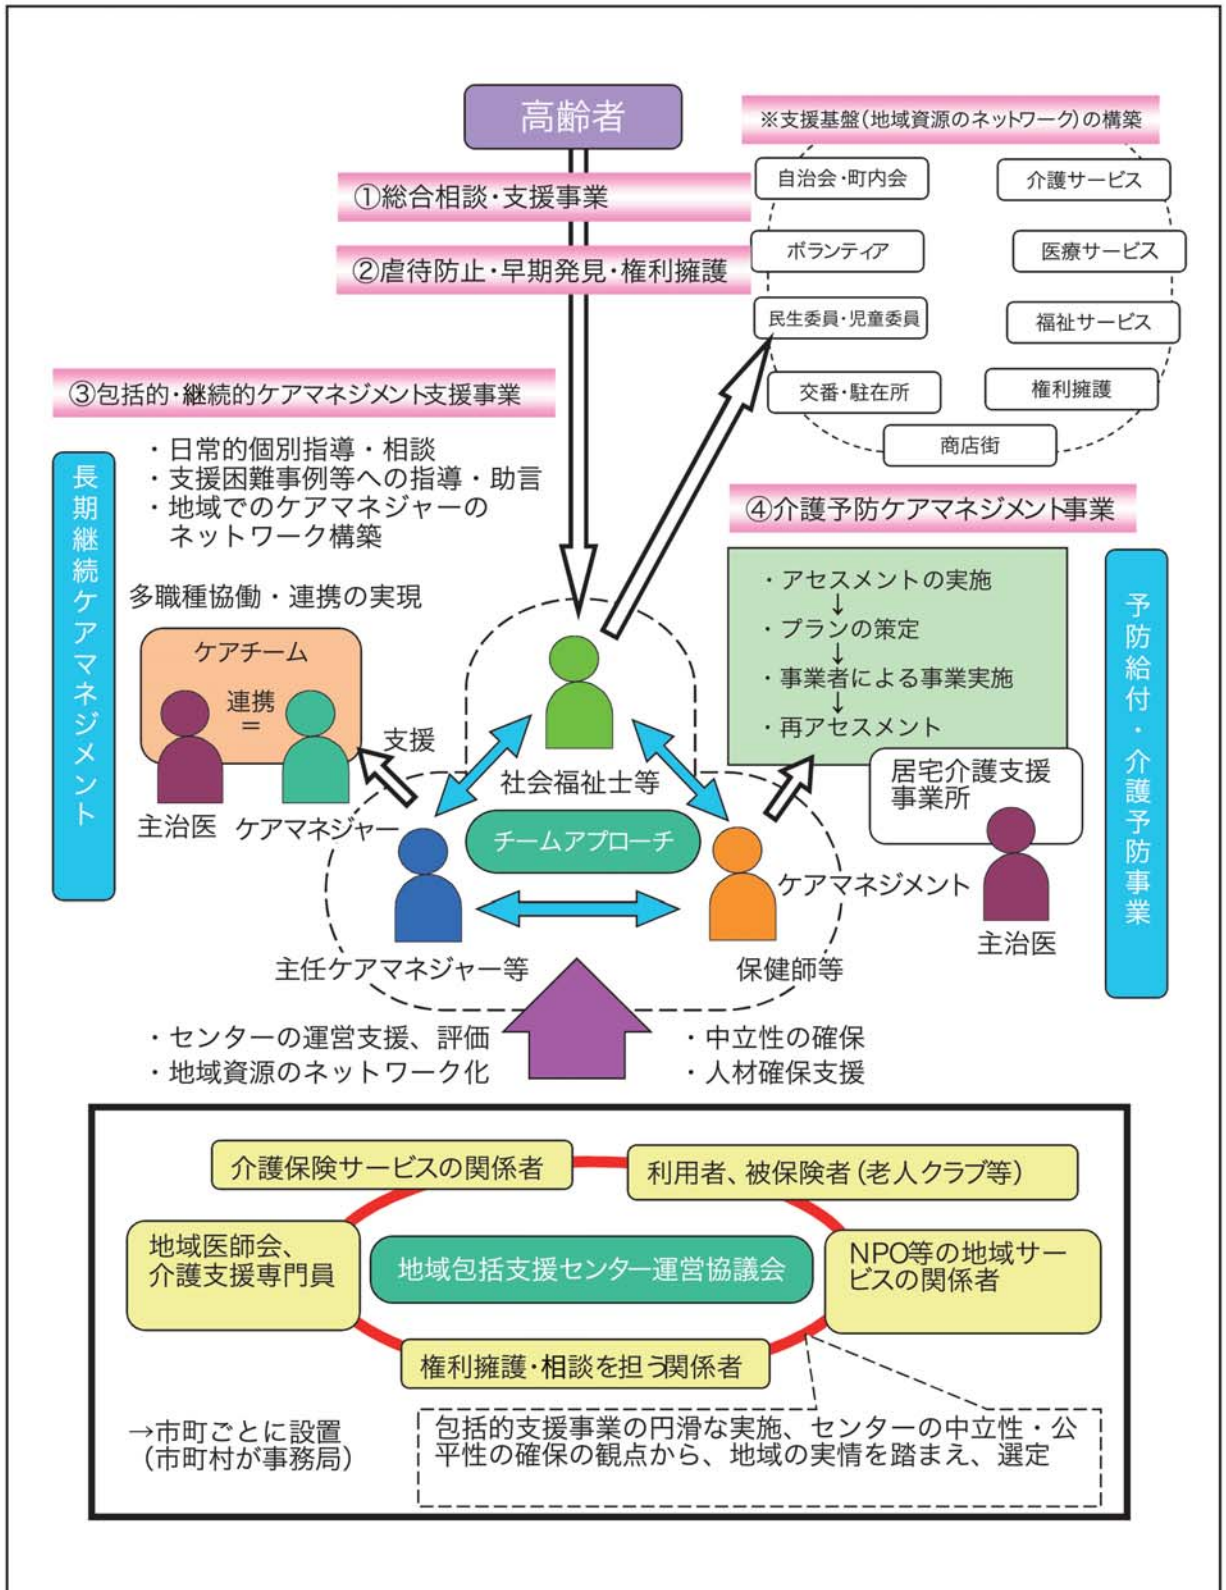 高齢者
※支援基盤(地域資源のネットワーク)の構築
①総合相談・支援事業
②虐待防止・早期発見・権利擁護
自治会・町内会
介護サービス
ボランティア
医療サービス
民生委員・児童委員
福祉サービス
交番・駐在所
権利擁護
商店街
③包括的・継続的ケアマネジメント支援事業
・日常的個別指導・相談
・支援困難事例等への指導・助言
・地域でのケアマネジャーの
ネットワーク構築
長期継続ケアマネジメント
多職種協働・連携の実現
ケアチーム
連携
=
主治医
ケアマネジャー
支援
④介護予防ケアマネジメント事業
・アセスメントの実施
↓
・プランの策定
↓
・事業者による事業実施
↓
・再アセスメント
居宅介護支援
事業所
予防給付・介護予防事業
主治医
社会福祉士等
チームアプローチ
ケアマネジメント
主任ケアマネジャー等
保健師等
・センターの運営支援、評価
・地域資源のネットワーク化
・中立性の確保
・人材確保支援
介護保険サービスの関係者
利用者、被保険者(老人クラブ等)
地域医師会、
介護支援専門員
地域包括支援センター運営協議会
NPO等の地域サー
ビスの関係者
権利擁護・相談を担う関係者
→市町ごとに設置
(市町村が事務局)
包括的支援事業の円滑な実施、センターの中立性・公
平性の確保の観点から、地域の実情を踏まえ、選定